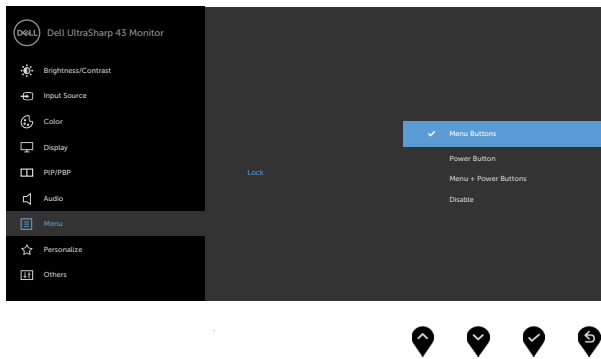 DELL
Dell UltraSharp 43 Monitor
Brightness/Contrast
Input Source
Color
Display
PIP/PBP
Audio
Menu
Personalize
Others
Lock
Menu Buttons
Power Button
Menu + Power Buttons
Disable